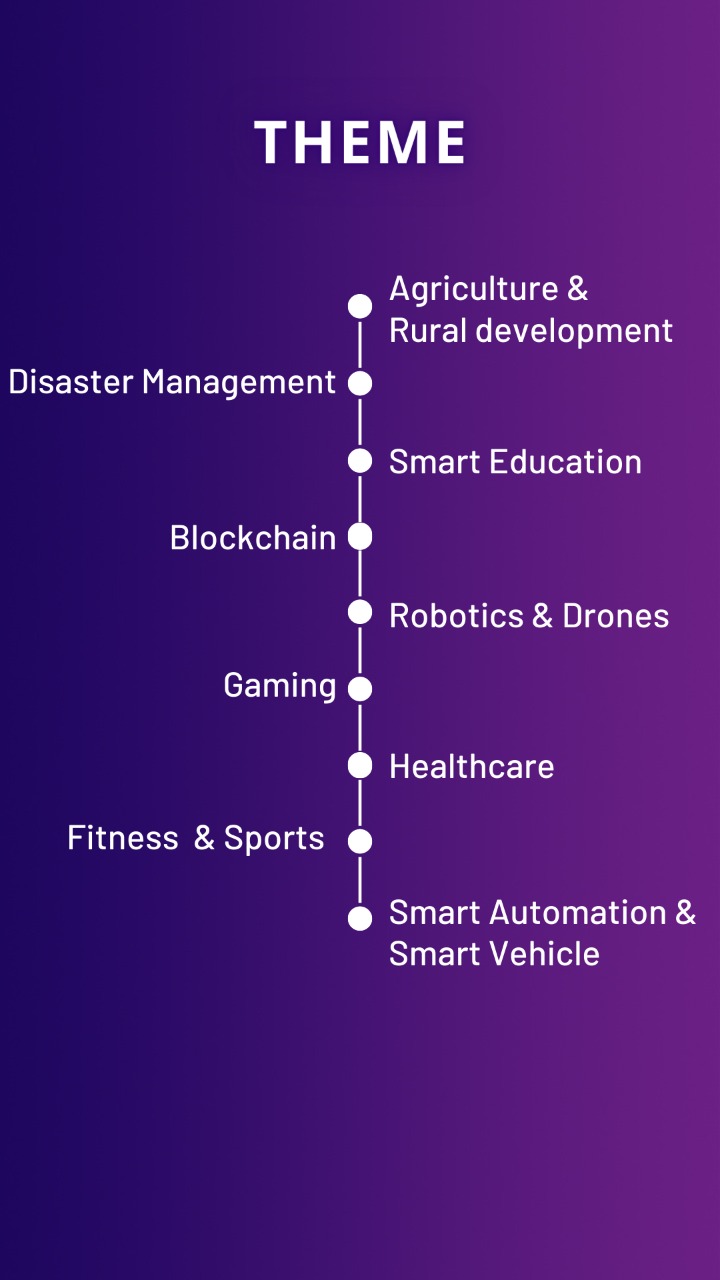 THEME
Agriculture &
Rural development
Disaster Management
Smart Education
Blockchain
Robotics & Drones
Gaming
Healthcare
Fitness  & Sports
Smart Automation &
Smart Vehicle